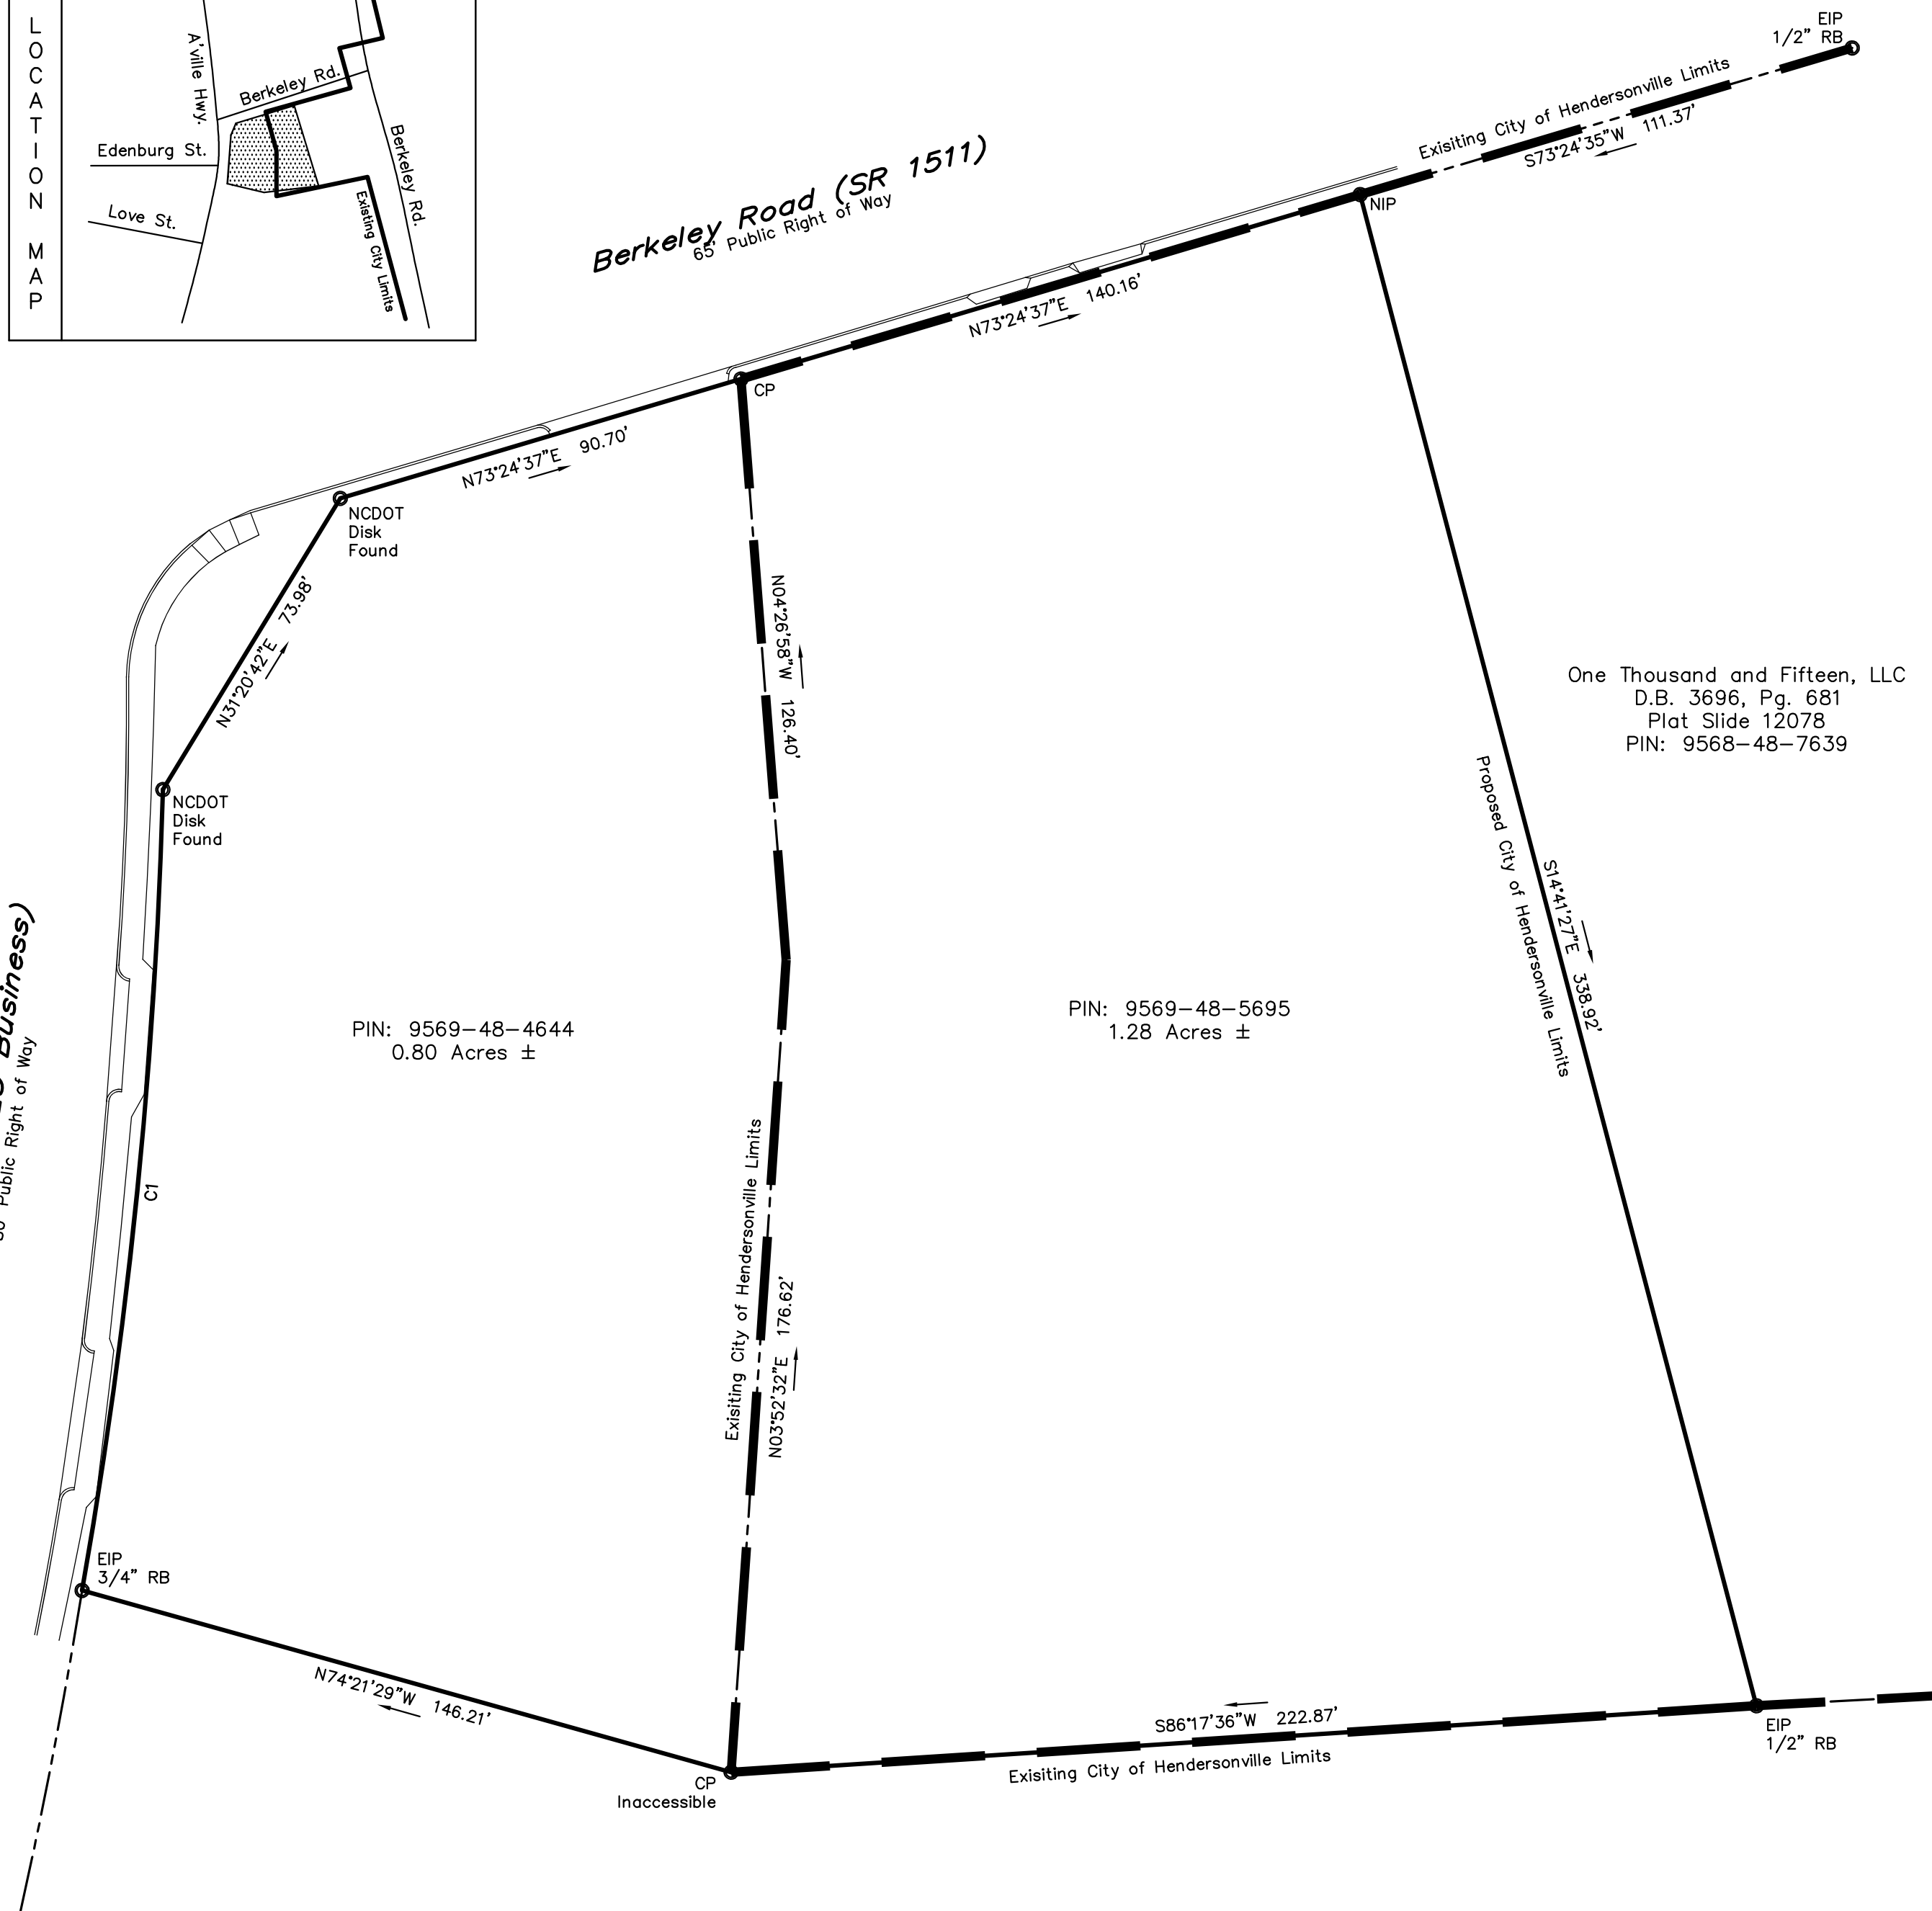 LOCATION MAP
A'ville Hwy.
Berkeley Rd.
Edenburg St.
Love St.
Berkeley Rd.
Existing City Limits
EIP
1/2" RB
Exisiting City of Hendersonville Limits
S73°24'35"W 111.37'
Berkeley Road (SR 1511)
65' Public Right of Way
NIP
N73°24'37"E 140.16'
CP
N73°24'37"E 90.70'
NCDOT
Disk
Found
N31°20'42"E 73.98'
N04°26'58"W 126.40'
NCDOT
Disk
Found
One Thousand and Fifteen, LLC
D.B. 3696, Pg. 681
Plat Slide 12078
PIN: 9568-48-7639
Proposed City of Hendersonville Limits
S14°41'27"E 338.92'
Business)
Public Right of Way
PIN: 9569-48-4644
0.80 Acres ±
PIN: 9569-48-5695
1.28 Acres ±
C1
Exisiting City of Hendersonville Limits
N03°52'32"E 176.62'
EIP
3/4" RB
N74°21'29"W 146.21'
S86°17'36"W 222.87'
Exisiting City of Hendersonville Limits
EIP
1/2" RB
CP
Inaccessible